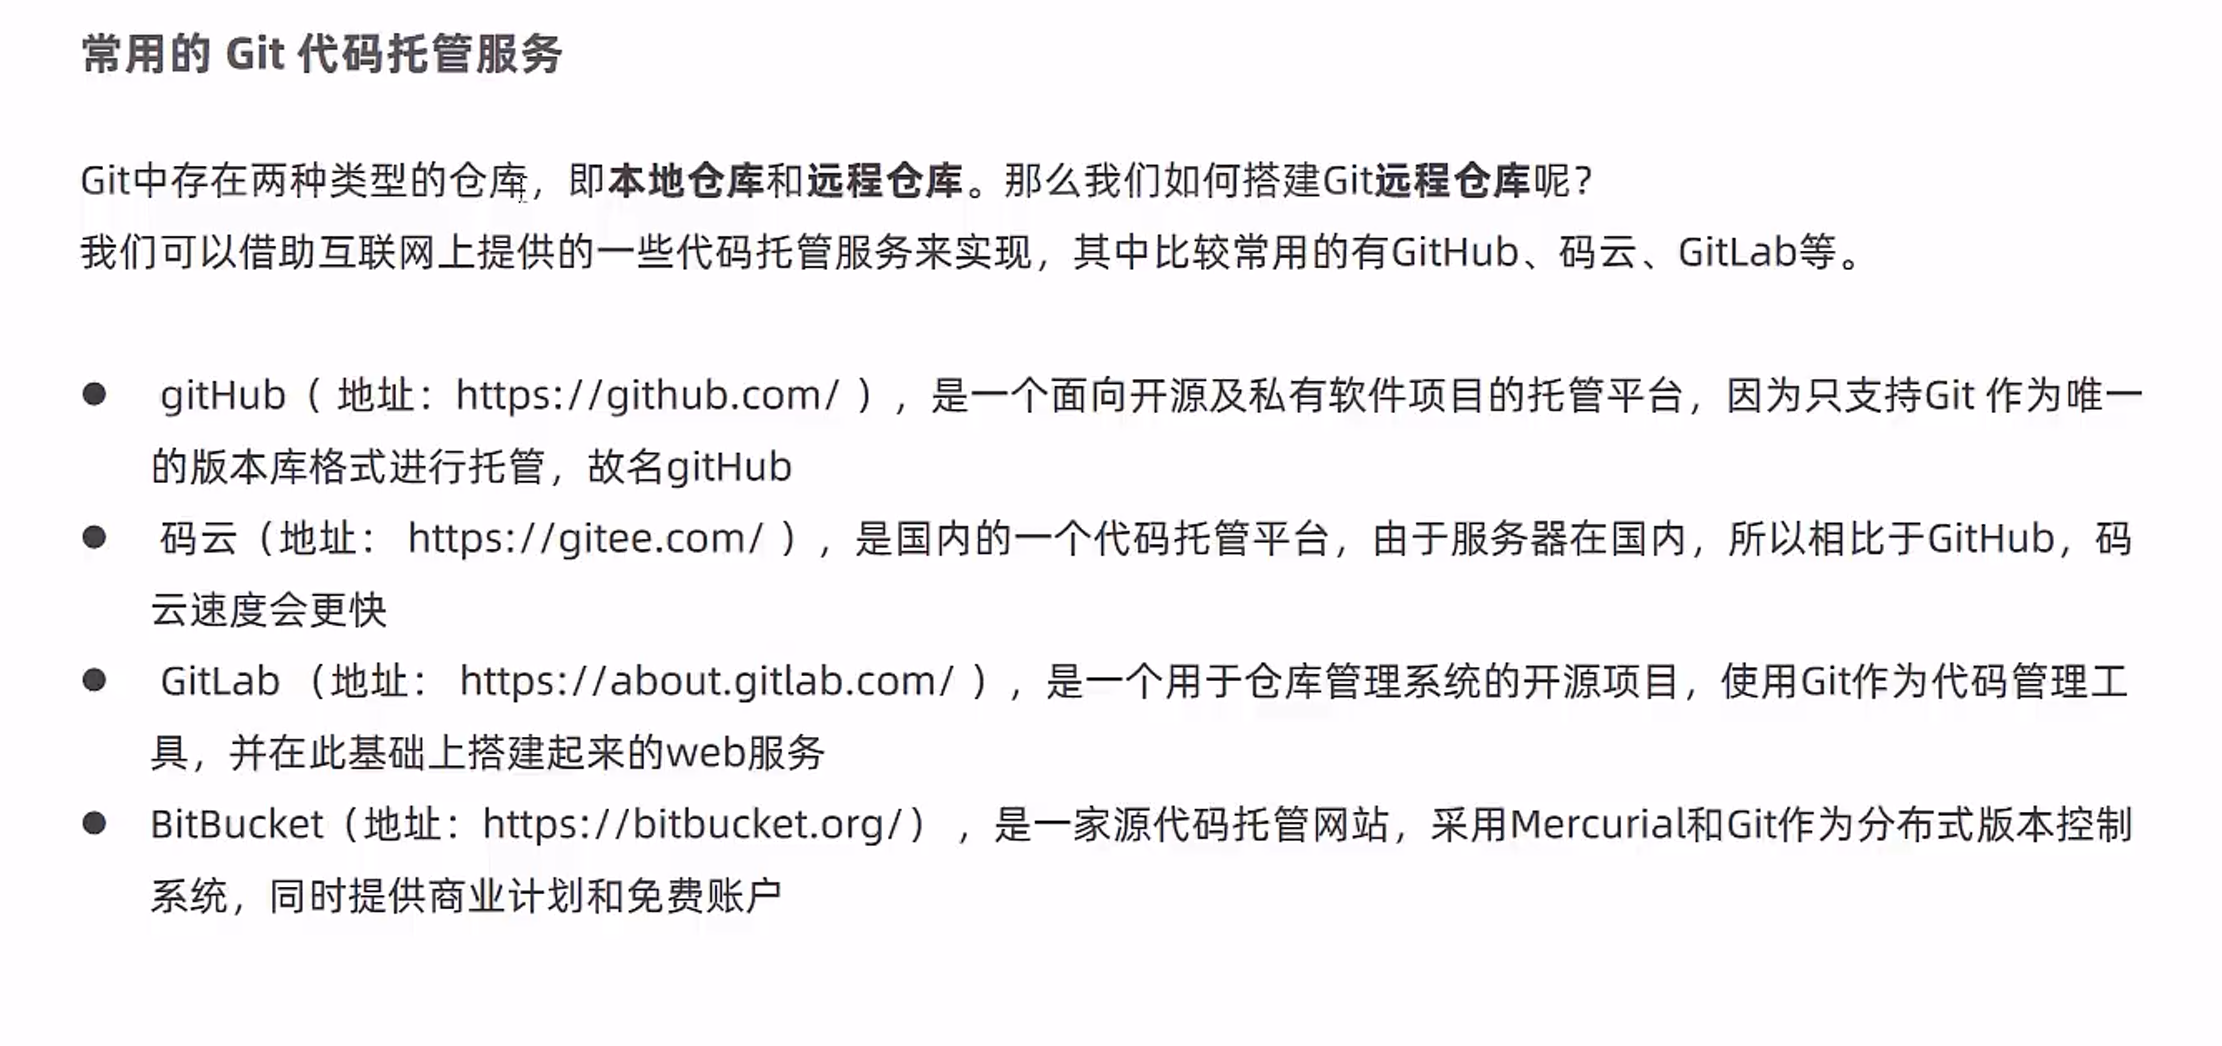 常用的 Git 代码托管服务
Git中存在两种类型的仓库，即本地仓库和远程仓库。那么我们如何搭建Git远程仓库呢？
我们可以借助互联网上提供的一些代码托管服务来实现，其中比较常用的有GitHub、码云、GitLab等。
● gitHub（ 地址：https://github.com/ ），是一个面向开源及私有软件项目的托管平台，因为只支持Git 作为唯一
的版本库格式进行托管，故名gitHub
● 码云（地址： https://gitee.com/ ），是国内的一个代码托管平台，由于服务器在国内，所以相比于GitHub，码
云速度会更快
● GitLab （地址： https://about.gitlab.com/ ），是一个用于仓库管理系统的开源项目，使用Git作为代码管理工
具，并在此基础上搭建起来的web服务
● BitBucket（地址：https://bitbucket.org/） ，是一家源代码托管网站，采用Mercurial和Git作为分布式版本控制
系统，同时提供商业计划和免费账户